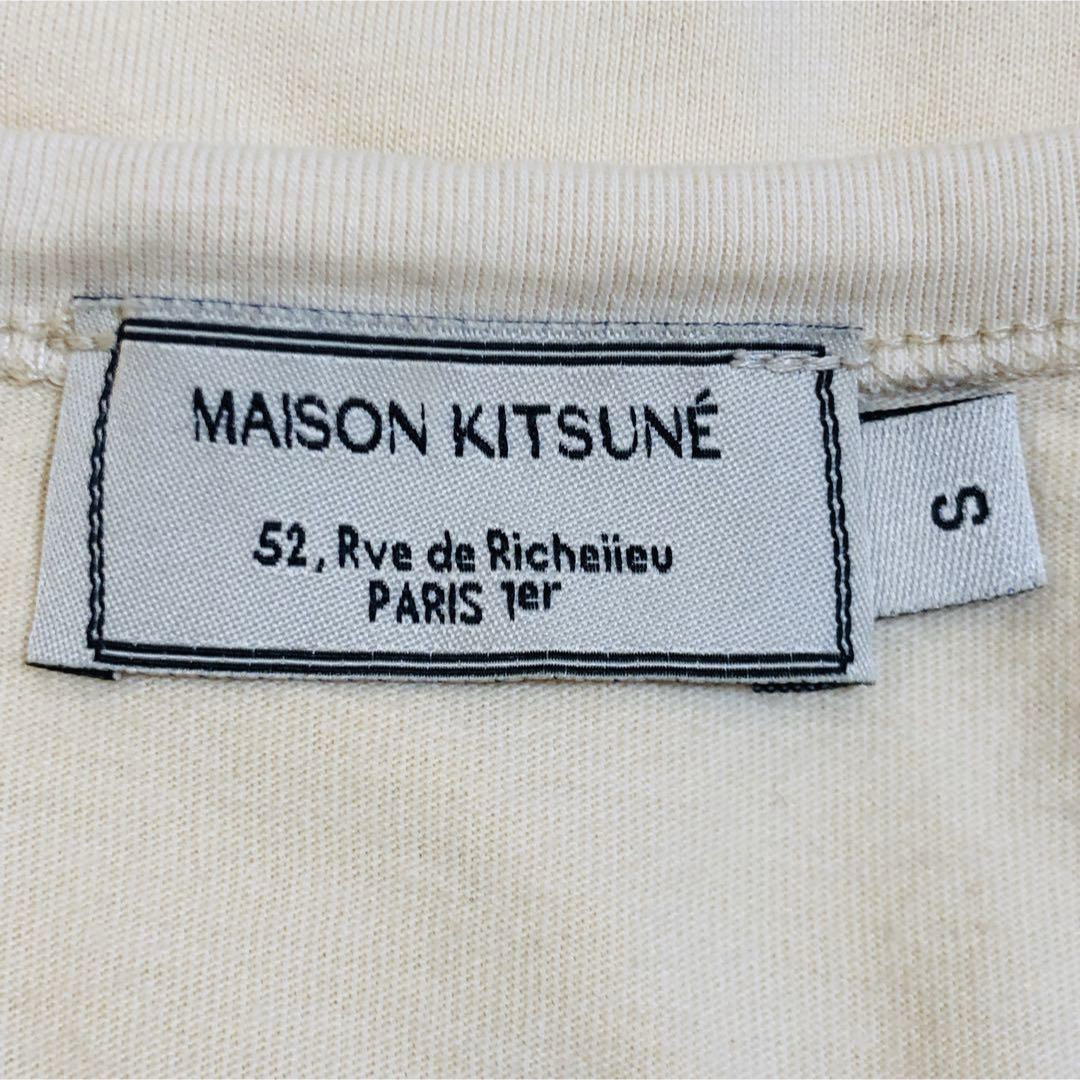 MAISON KITSUNÉ
52, Rve de Richeiieu
PARIS 1er
S